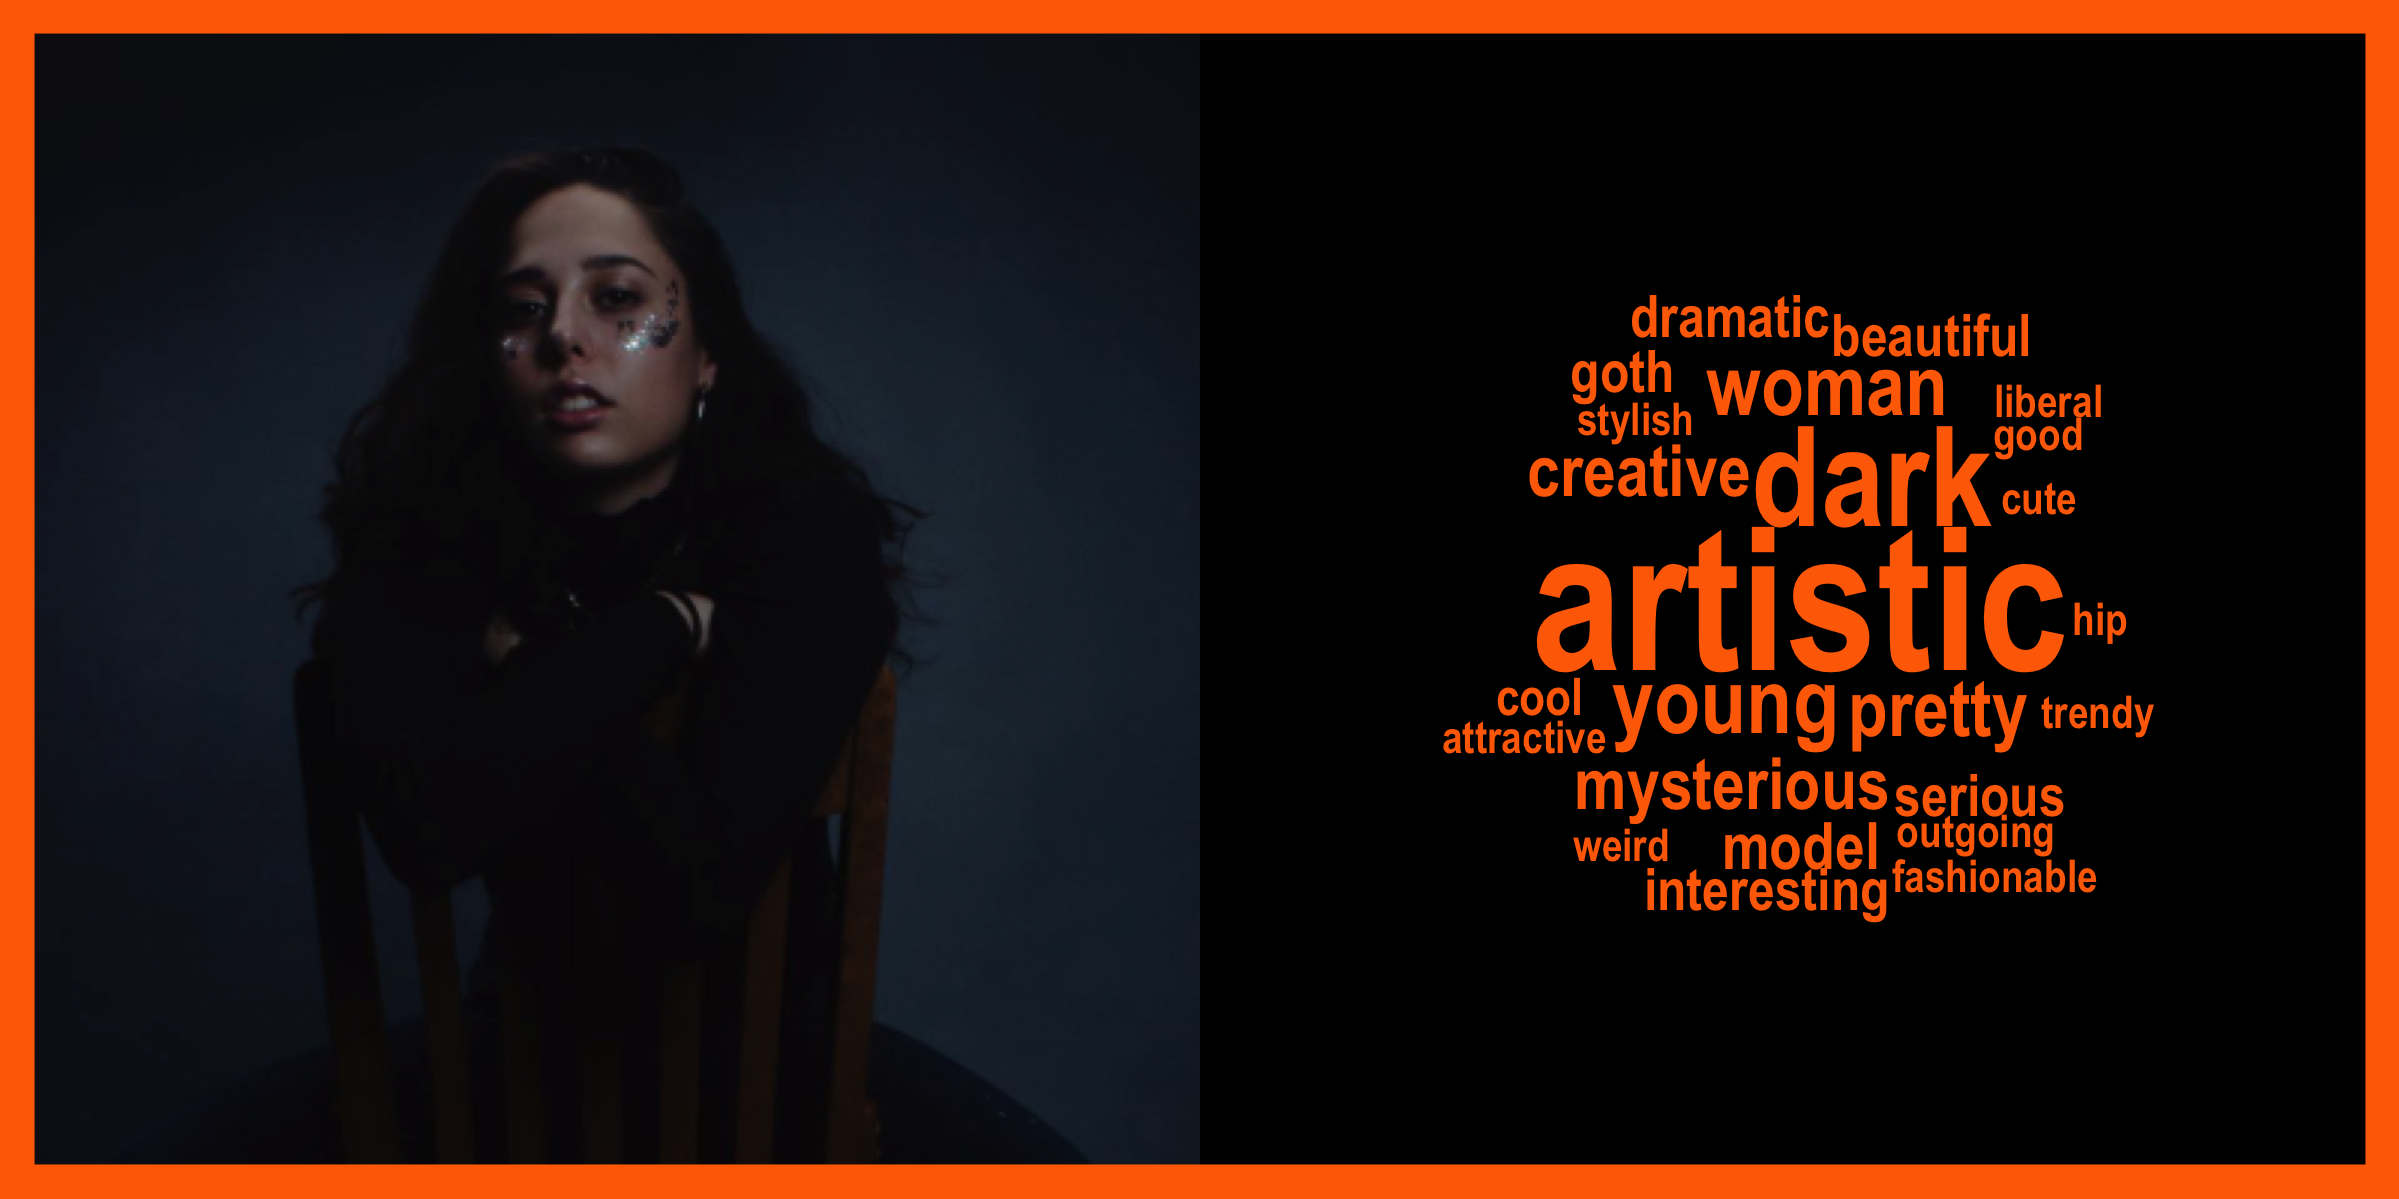 dramatic beautiful
goth woman liberal
stylish good
creative dark cute
artistic hip
cool young pretty trendy
attractive
mysterious serious
weird model outgoing
interesting fashionable